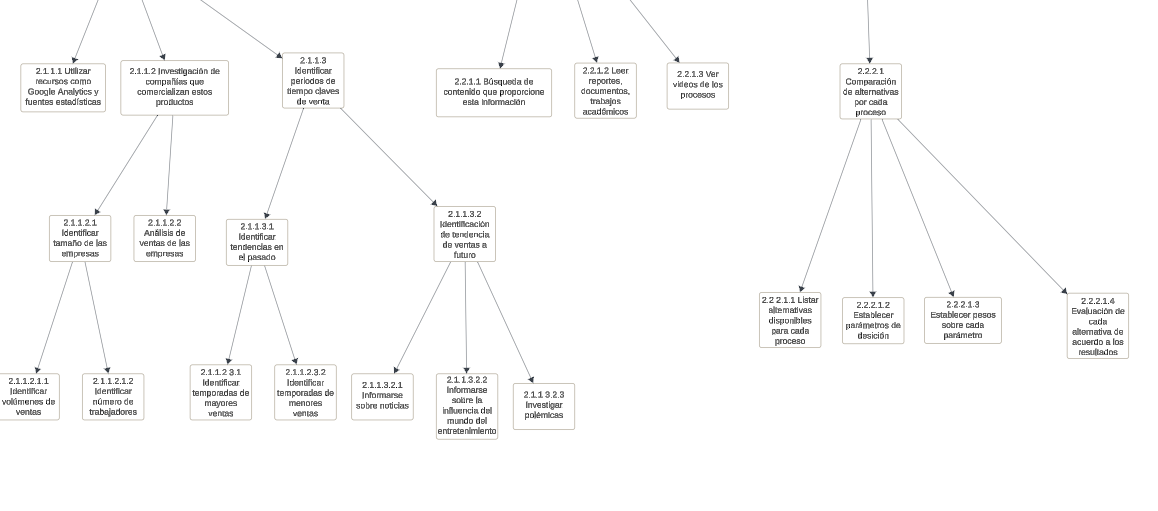 2.1.1.1 Utilizar
recursos como
Google Analytics y
fuentes estadísticas
2.1.1.2 Investigación de
compañías que
comercializan estos
productos
2.1.1.3
Identificar
periodos de
tiempo claves
de venta
2.2.1.1 Búsqueda de
contenido que proporcione
esta información
2.2.1.2 Leer
reportes,
documentos,
trabajos
académicos
2.2.1.3 Ver
videos de los
procesos
2.2.2.1
Comparación
de alternativas
por cada
proceso
2.1.1.2.1
Identificar
tamaño de las
empresas
2.1.1.2.2
Análisis de
ventas de las
empresas
2.1.1.3.1
Identificar
tendencias en
el pasado
2.1.1.3.2
Identificación
de tendencia
de ventas a
futuro
2.2 2.1.1 Listar
alternativas
disponibles
para cada
proceso
2.2.2.1.2
Establecer
parámetros de
desición
2.2.2.1.3
Establecer pesos
sobre cada
parámetro
2.2.2.1.4
Evaluación de
cada
alternativa de
acuerdo a los
resultados
2.1.1.2.1.1
Identificar
volúmenes de
ventas
2.1.1.2.1.2
Identificar
número de
trabajadores
2.1.1.2 3.1
Identificar
temporadas de
mayores
ventas
2.1.1.2.3.2
Identificar
temporadas de
menores
ventas
2.1.1.3.2.1
Informarse
sobre noticias
2.1.1.3.2.2
Informarse
sobre la
influencia del
mundo del
entretenimiento
2.1.1 3.2.3
Investigar
polémicas